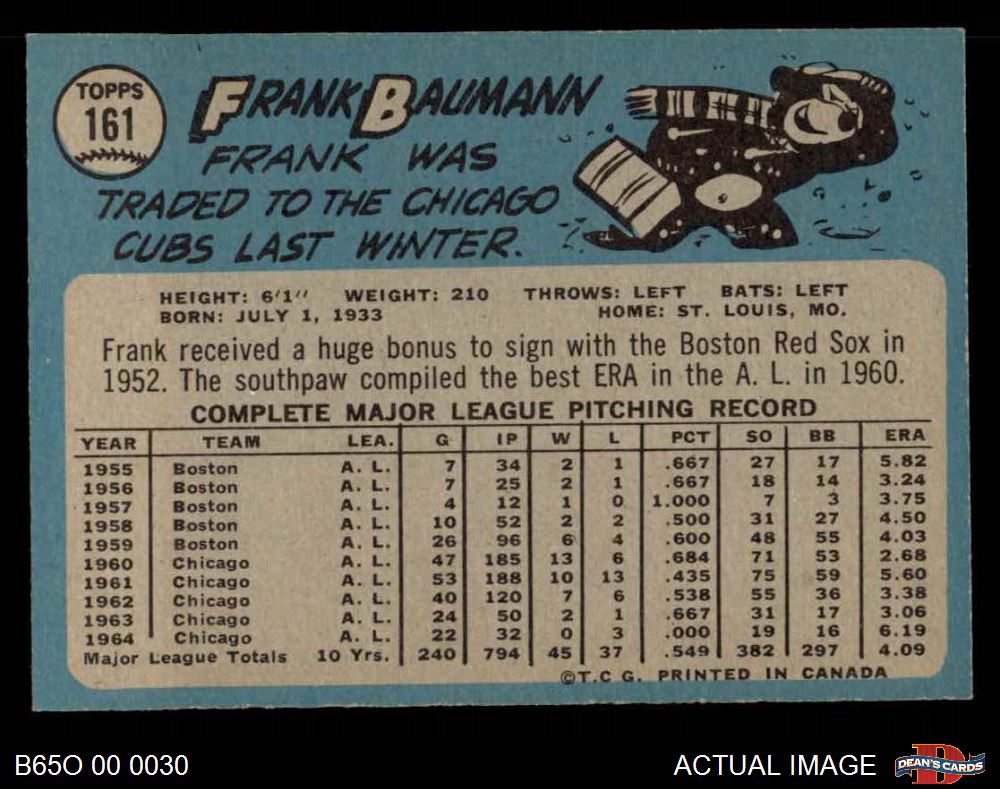 TOPPS
161
FRANK BAUMANN
FRANK WAS
TRADED TO THE CHICAGO
CUBS LAST WINTER.
HEIGHT: 6'1" WEIGHT: 210 THROWS: LEFT BATS: LEFT
BORN: JULY 1, 1933 HOME: ST. LOUIS, MO.
Frank received a huge bonus to sign with the Boston Red Sox in
1952. The southpaw compiled the best ERA in the A. L. in 1960.
COMPLETE MAJOR LEAGUE PITCHING RECORD
YEAR TEAM LEA. G IP W L PCT SO BB ERA
1955 Boston A. L. 7 34 2 1 .667 27 17 5.82
1956 Boston A. L. 7 25 2 1 .667 18 14 3.24
1957 Boston A. L. 4 12 1 0 1.000 7 3 3.75
1958 Boston A. L. 10 52 2 2 .500 31 27 4.50
1959 Boston A. L. 26 96 6 4 .600 48 55 4.03
1960 Chicago A. L. 47 185 13 6 .684 71 53 2.68
1961 Chicago A. L. 53 188 10 13 .435 75 59 5.60
1962 Chicago A. L. 40 120 7 6 .538 55 36 3.38
1963 Chicago A. L. 24 50 2 1 .667 31 17 3.06
1964 Chicago A. L. 22 32 0 3 .000 19 16 6.19
Major League Totals 10 Yrs. 240 794 45 37 .549 382 297 4.09
©T.C G. PRINTED IN CANADA
B65O 00 0030
ACTUAL IMAGE
D
DEAN'S CARDS